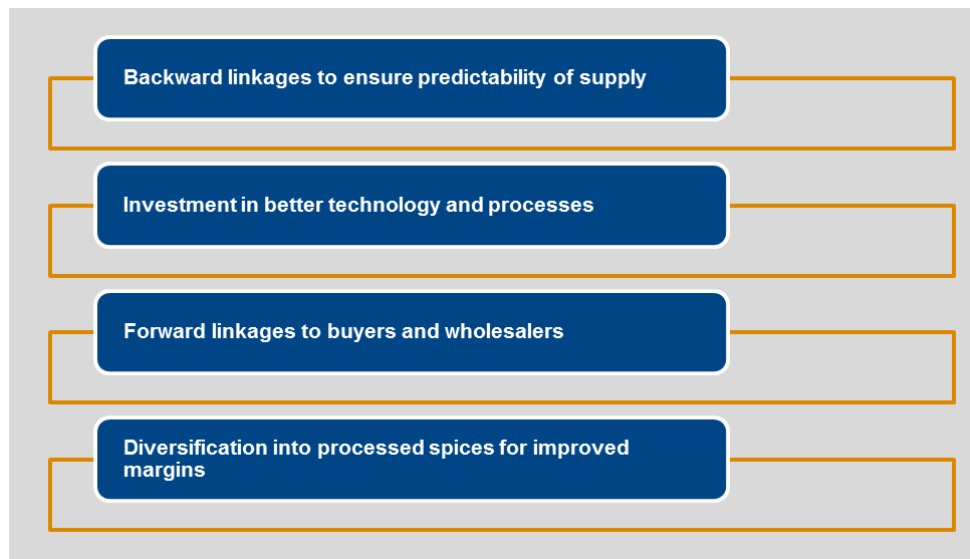 Backward linkages to ensure predictability of supply
Investment in better technology and processes
Forward linkages to buyers and wholesalers
Diversification into processed spices for improved
margins